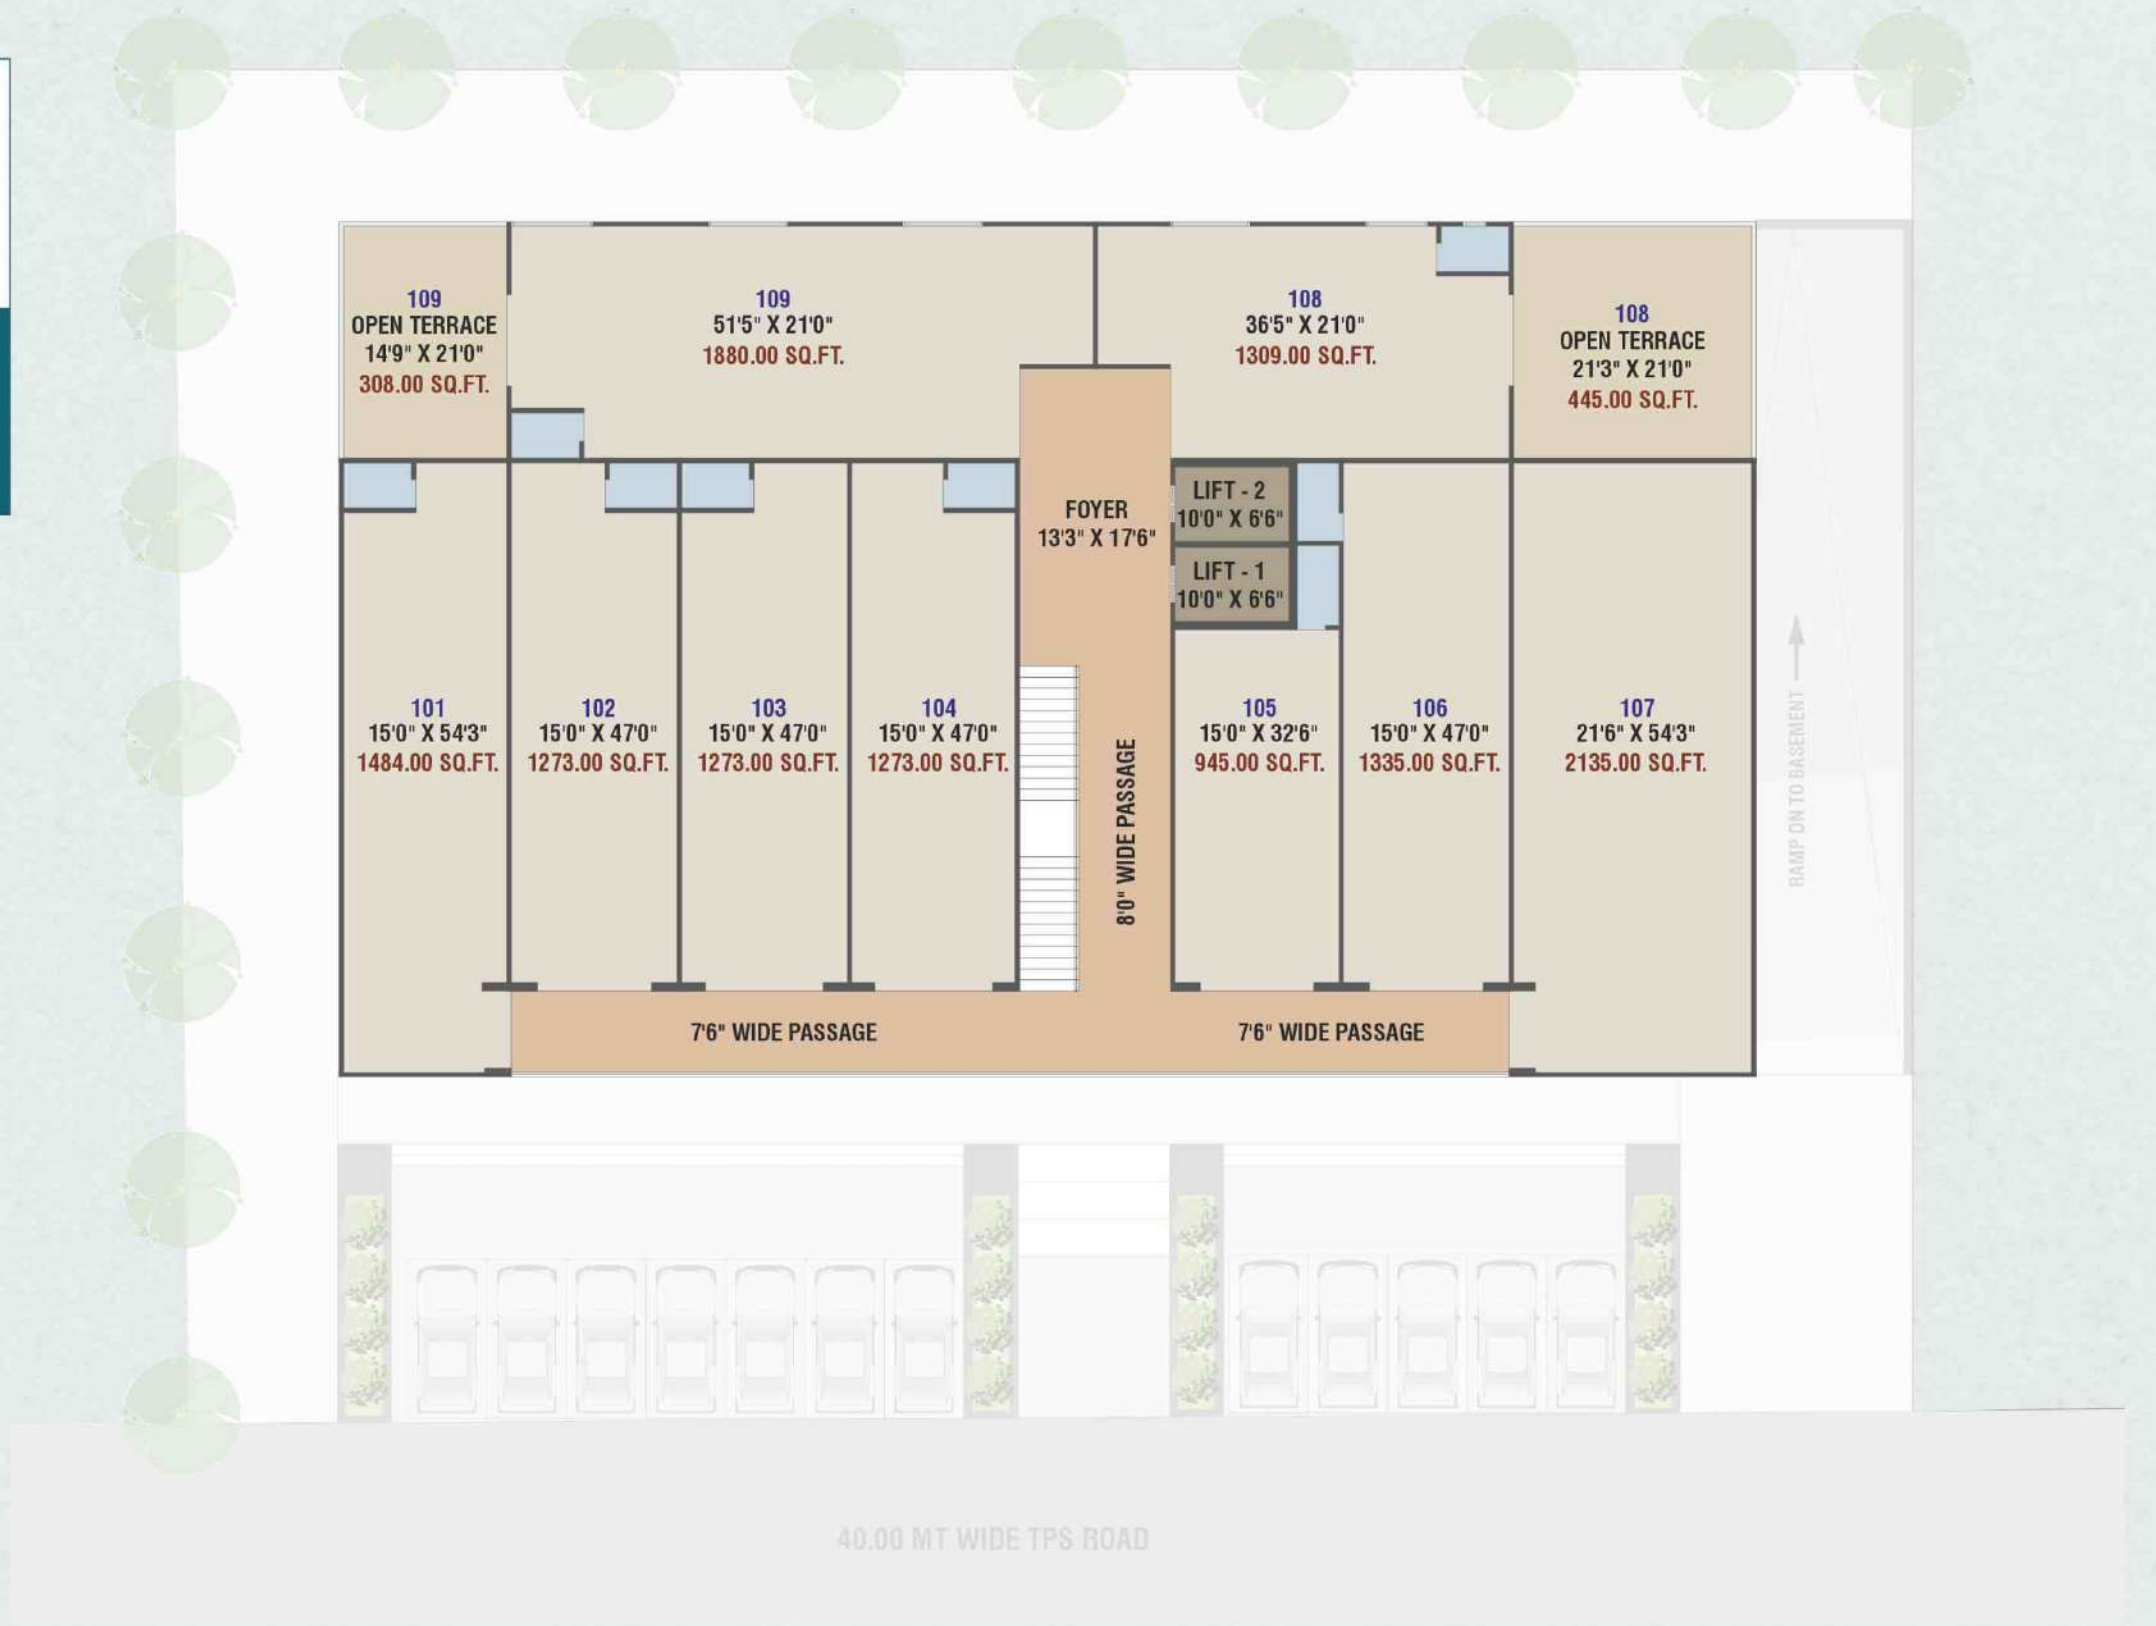 109
OPEN TERRACE
14'9" X 21'0"
308.00 SQ.FT.
109
51'5" X 21'0"
1880.00 SQ.FT.
108
36'5" X 21'0"
1309.00 SQ.FT.
108
OPEN TERRACE
21'3" X 21'0"
445.00 SQ.FT.
FOYER
13'3" X 17'6"
LIFT - 2
10'0" X 6'6"
LIFT - 1
10'0" X 6'6"
101
15'0" X 54'3"
1484.00 SQ.FT.
102
15'0" X 47'0"
1273.00 SQ.FT.
103
15'0" X 47'0"
1273.00 SQ.FT.
104
15'0" X 47'0"
1273.00 SQ.FT.
8'0" WIDE PASSAGE
105
15'0" X 32'6"
945.00 SQ.FT.
106
15'0" X 47'0"
1335.00 SQ.FT.
107
21'6" X 54'3"
2135.00 SQ.FT.
RAMP ON TO BASEMENT
7'6" WIDE PASSAGE
7'6" WIDE PASSAGE
40.00 MT WIDE TPS ROAD